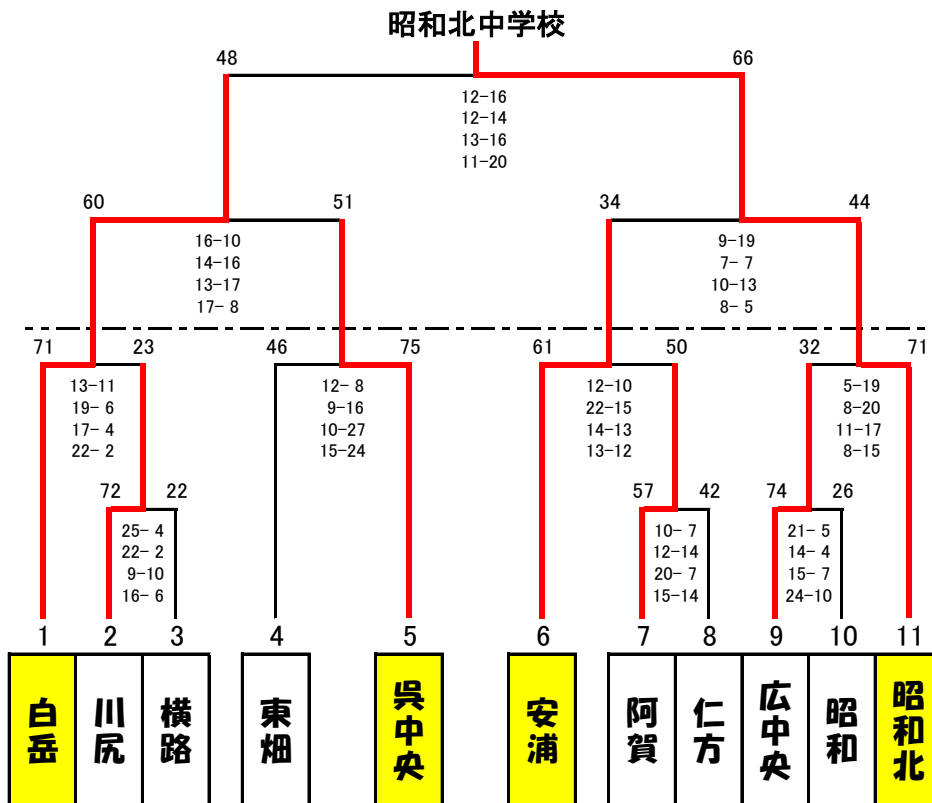 昭和北中学校
48 66
12-16
12-14
13-16
11-20
60 51 34 44
16-10
14-16
13-17
17- 8
9-19
7- 7
10-13
8- 5
71 23 46 75 61 50 32 71
13-11
19- 6
17- 4
22- 2
12- 8
9-16
10-27
15-24
12-10
22-15
14-13
13-12
5-19
8-20
11-17
8-15
72 22 57 42 74 26
25- 4
22- 2
9-10
16- 6
10- 7
12-14
20- 7
15-14
21- 5
14- 4
15- 7
24-10
1 2 3 4 5 6 7 8 9 10 11
白岳
川尻
横路
東畑
呉中央
安浦
阿賀
仁方
広中央
昭和
昭和北